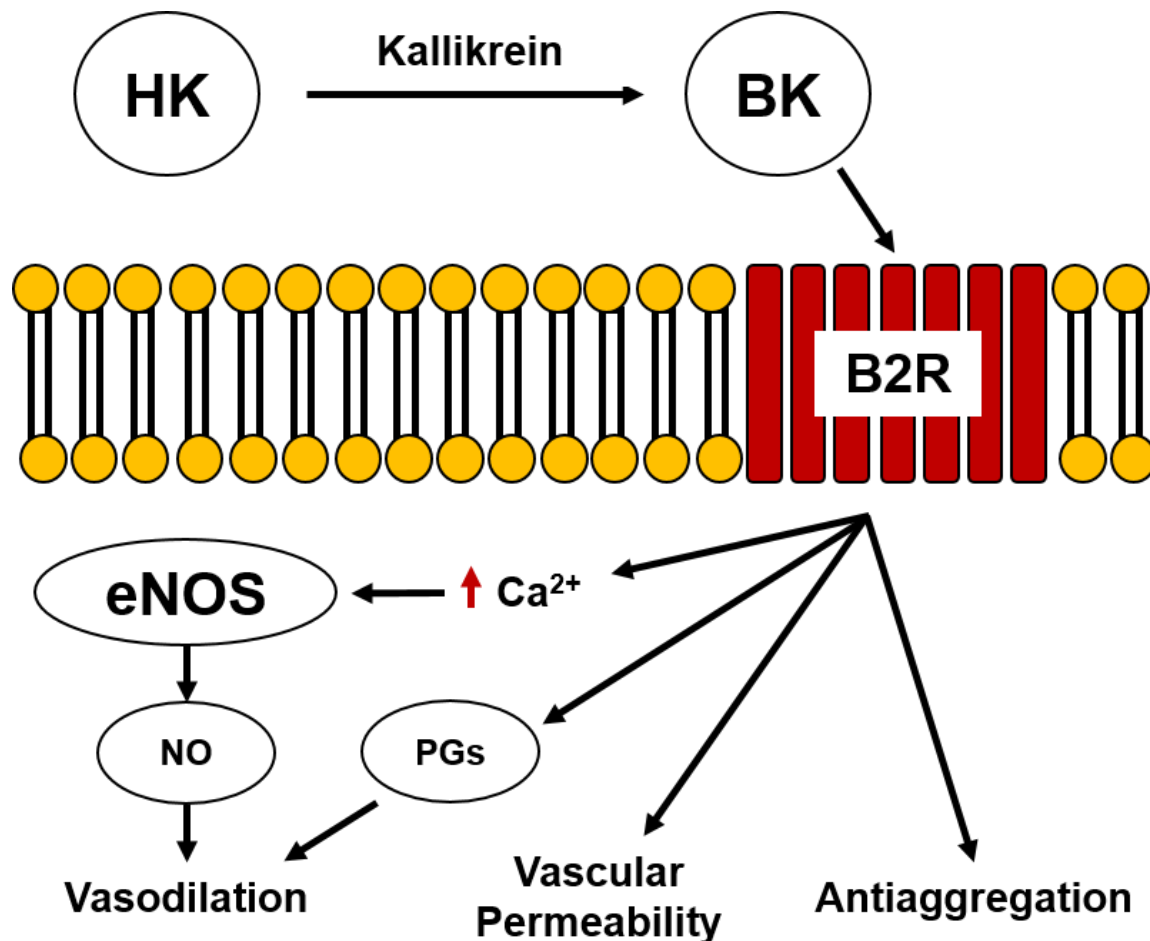 Kallikrein
HK
BK
B2R
eNOS
Ca²⁺
NO
PGs
Vasodilation
Vascular
Permeability
Antiaggregation